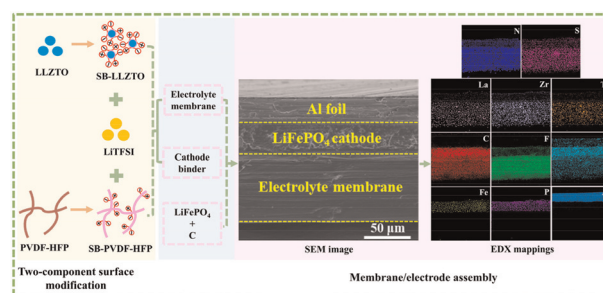 LLZTO
SB-LLZTO
LiTFSI
PVDF-HFP
SB-PVDF-HFP
Two-component surface
modification
Electrolyte
membrane
Cathode
binder
LiFePO4
+
C
Al foil
LiFePO4 cathode
Electrolyte membrane
50 μm
SEM image
N
S
La
Zr
C
F
Fe
P
EDX mappings
Membrane/electrode assembly